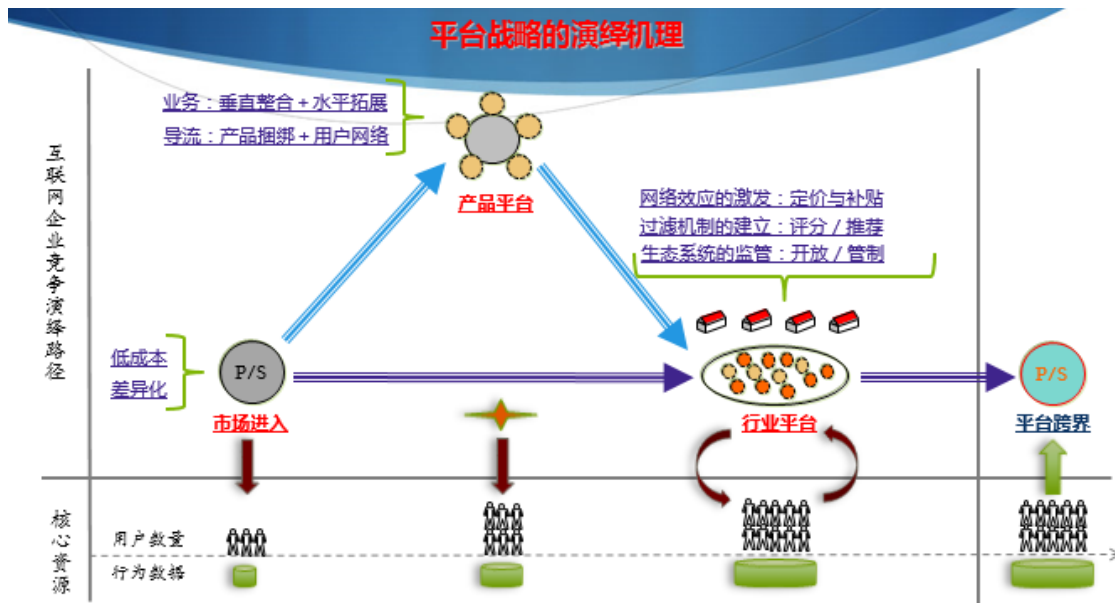 平台战略的演绎机理
业务：垂直整合＋水平拓展
导流：产品捆绑＋用户网络
产品平台
网络效应的激发：定价与补贴
过滤机制的建立：评分／推荐
生态系统的监管：开放／管制
互联网企业竞争演绎路径
低成本
差异化
P/S
市场进入
行业平台
P/S
平台跨界
核心资源
用户数量
行为数据